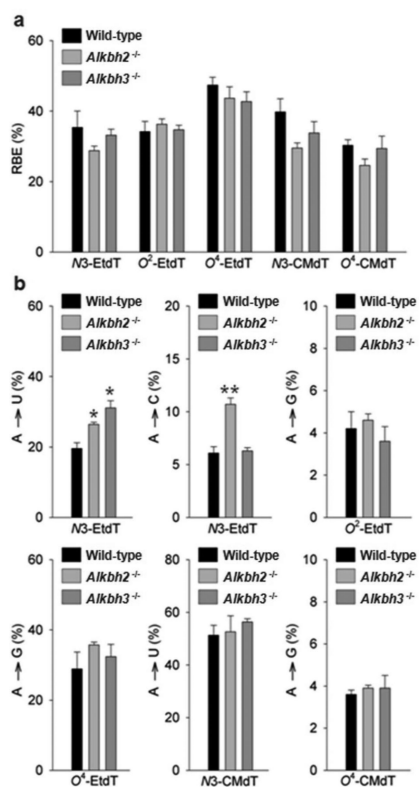 a
Wild-type
Alkbh2⁻/⁻
Alkbh3⁻/⁻
RBE (%)
60
40
20
0
N3-EtdT O²-EtdT O⁴-EtdT N3-CMdT O⁴-CMdT
b
Wild-type
Alkbh2⁻/⁻
Alkbh3⁻/⁻
A → U (%)
60
40
20
0
* *
N3-EtdT
Wild-type
Alkbh2⁻/⁻
Alkbh3⁻/⁻
A → C (%)
20
15
10
5
0
**
N3-EtdT
Wild-type
Alkbh2⁻/⁻
Alkbh3⁻/⁻
A → G (%)
10
8
6
4
2
0
O²-EtdT
Wild-type
Alkbh2⁻/⁻
Alkbh3⁻/⁻
A → G (%)
60
40
20
0
O⁴-EtdT
Wild-type
Alkbh2⁻/⁻
Alkbh3⁻/⁻
A → U (%)
80
60
40
20
0
N3-CMdT
Wild-type
Alkbh2⁻/⁻
Alkbh3⁻/⁻
A → G (%)
10
8
6
4
2
0
O⁴-CMdT